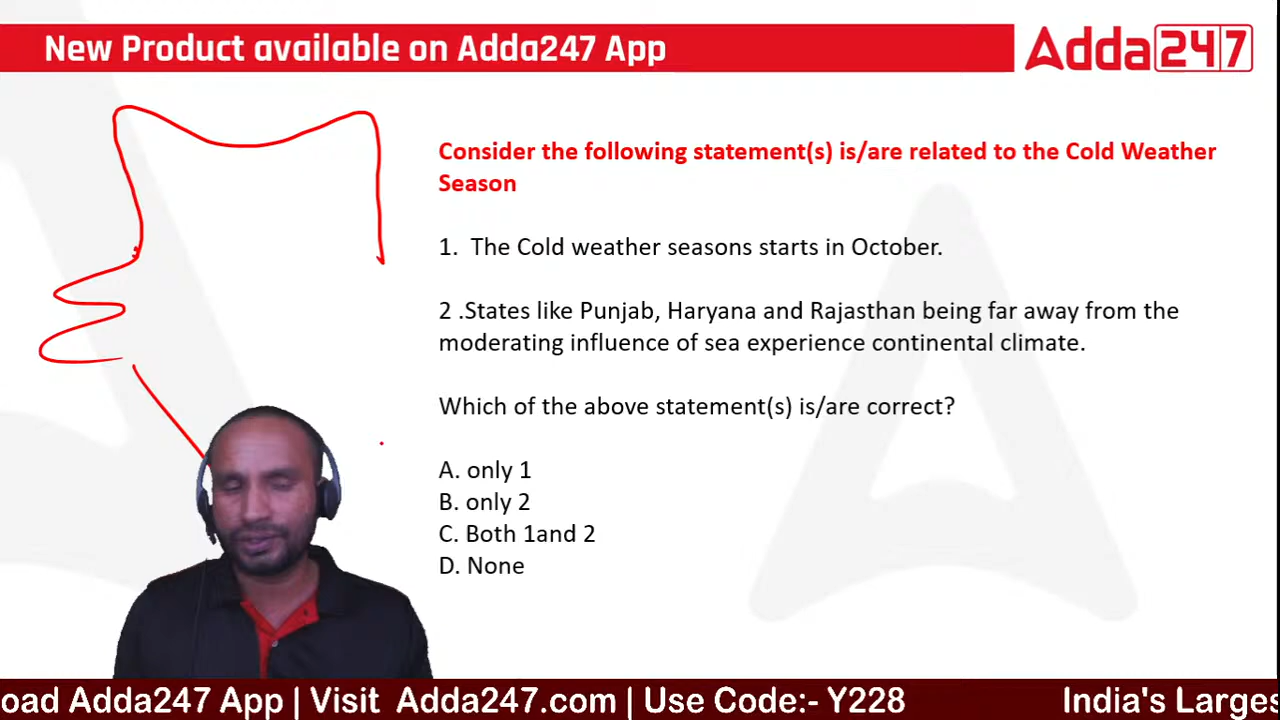 New Product available on Adda247 App
Adda247
Consider the following statement(s) is/are related to the Cold Weather
Season
1.  The Cold weather seasons starts in October.
2 .States like Punjab, Haryana and Rajasthan being far away from the
moderating influence of sea experience continental climate.
Which of the above statement(s) is/are correct?
A. only 1
B. only 2
C. Both 1and 2
D. None
oad Adda247 App | Visit  Adda247.com | Use Code:- Y228 India's Larges